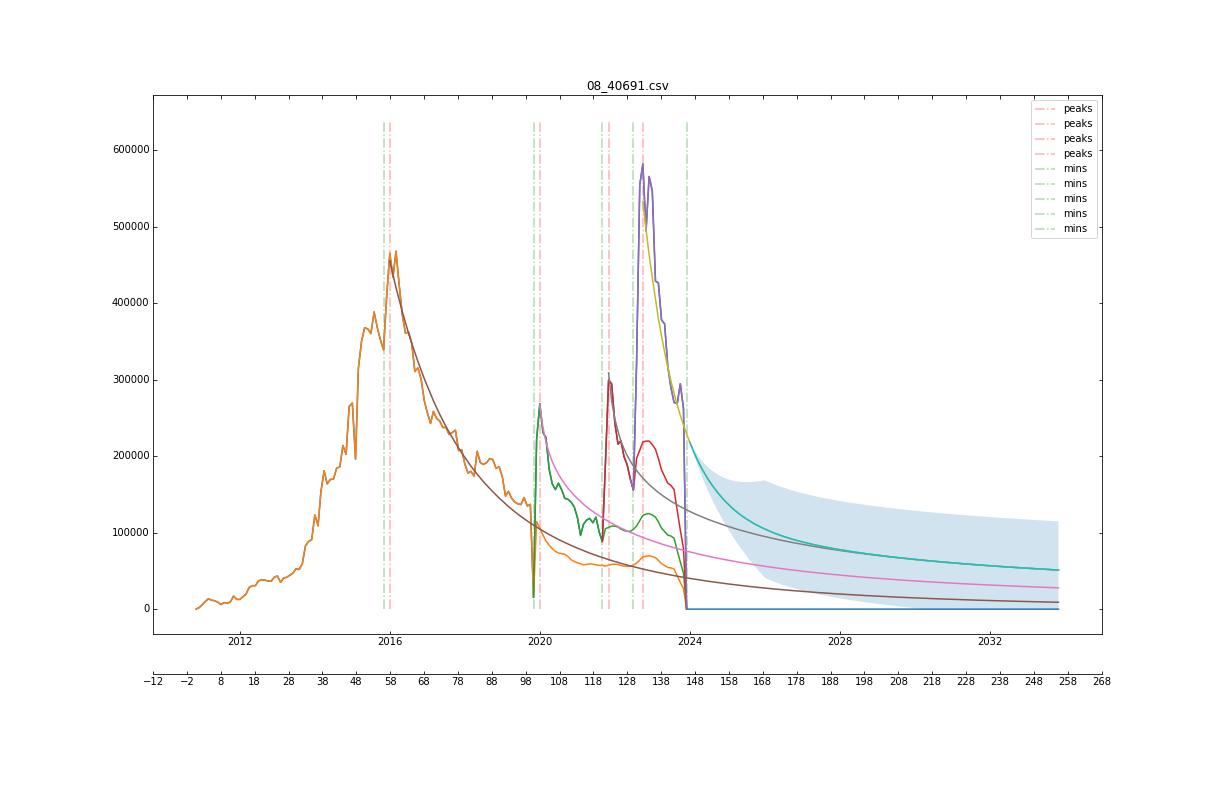 08_40691.csv
peaks
peaks
peaks
peaks
mins
mins
mins
mins
mins
600000
500000
400000
300000
200000
100000
0
2012 2016 2020 2024 2028 2032
−12 −2 8 18 28 38 48 58 68 78 88 98 108 118 128 138 148 158 168 178 188 198 208 218 228 238 248 258 268